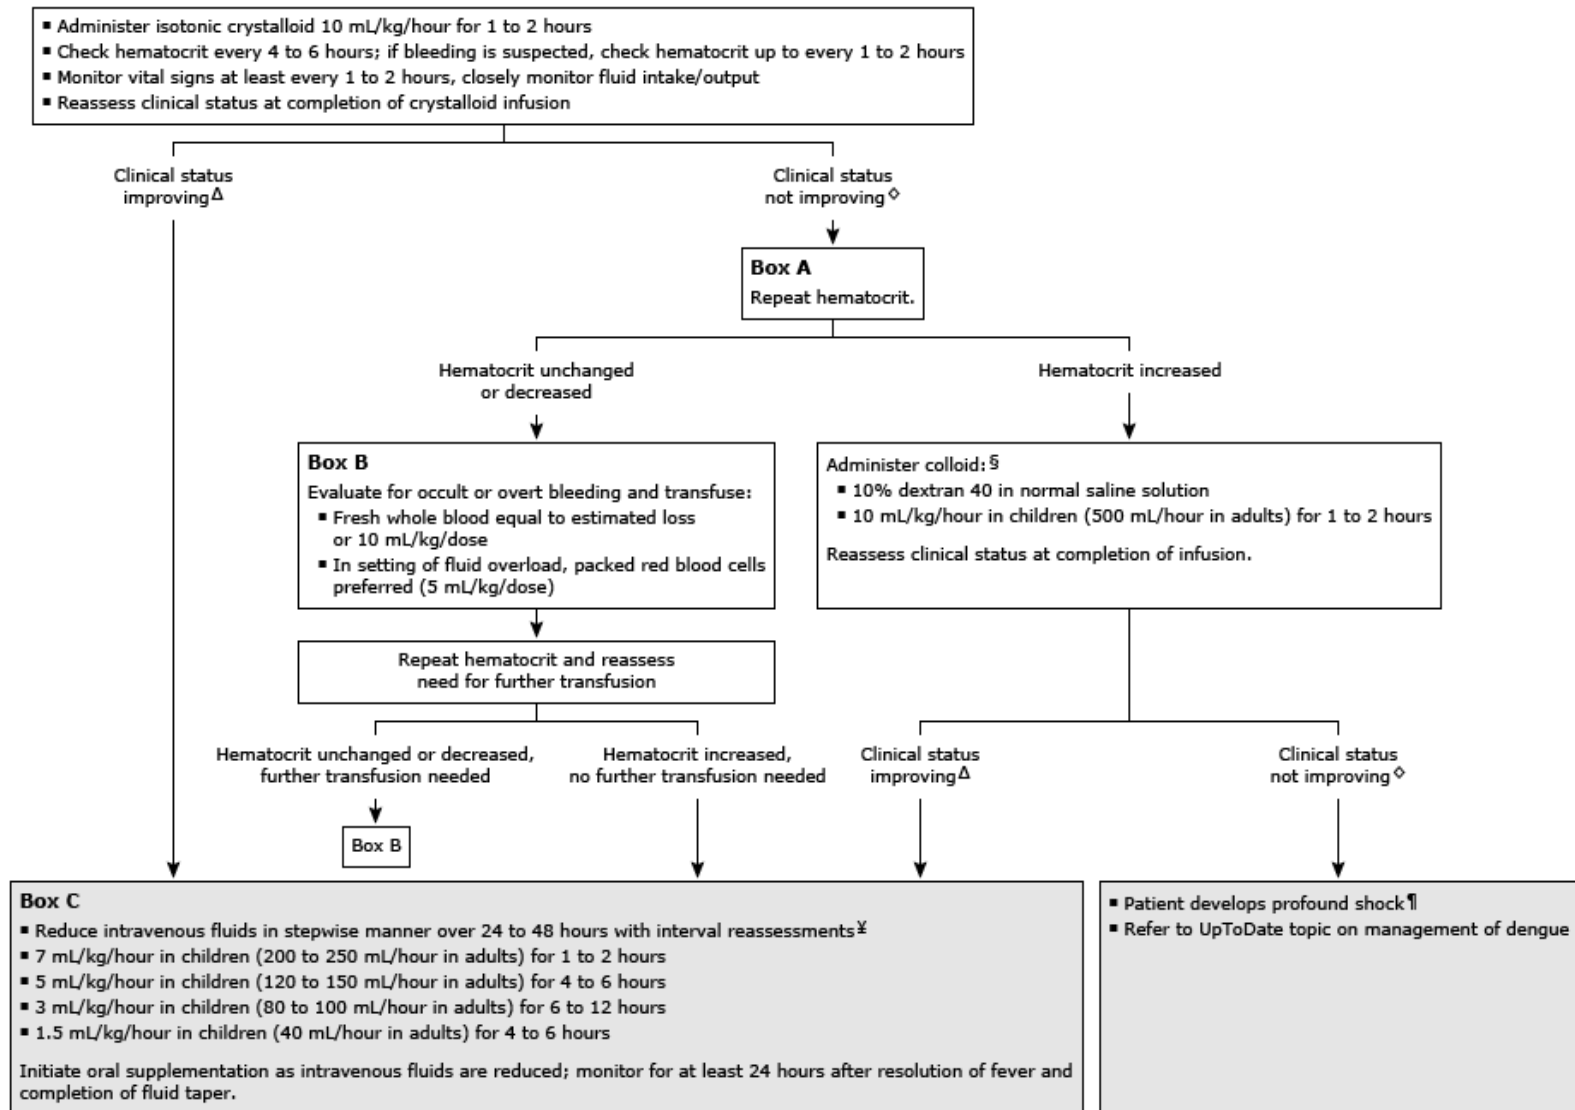 ▪ Administer isotonic crystalloid 10 mL/kg/hour for 1 to 2 hours
▪ Check hematocrit every 4 to 6 hours; if bleeding is suspected, check hematocrit up to every 1 to 2 hours
▪ Monitor vital signs at least every 1 to 2 hours, closely monitor fluid intake/output
▪ Reassess clinical status at completion of crystalloid infusion
Clinical status
improving Δ
Clinical status
not improving ◇
Box A
Repeat hematocrit.
Hematocrit unchanged
or decreased
Hematocrit increased
Box B
Evaluate for occult or overt bleeding and transfuse:
▪ Fresh whole blood equal to estimated loss
or 10 mL/kg/dose
▪ In setting of fluid overload, packed red blood cells
preferred (5 mL/kg/dose)
Administer colloid: §
▪ 10% dextran 40 in normal saline solution
▪ 10 mL/kg/hour in children (500 mL/hour in adults) for 1 to 2 hours
Reassess clinical status at completion of infusion.
Repeat hematocrit and reassess
need for further transfusion
Hematocrit unchanged or decreased,
further transfusion needed
Hematocrit increased,
no further transfusion needed
Clinical status
improving Δ
Clinical status
not improving ◇
Box B
Box C
▪ Reduce intravenous fluids in stepwise manner over 24 to 48 hours with interval reassessments ¥
▪ 7 mL/kg/hour in children (200 to 250 mL/hour in adults) for 1 to 2 hours
▪ 5 mL/kg/hour in children (120 to 150 mL/hour in adults) for 4 to 6 hours
▪ 3 mL/kg/hour in children (80 to 100 mL/hour in adults) for 6 to 12 hours
▪ 1.5 mL/kg/hour in children (40 mL/hour in adults) for 4 to 6 hours
Initiate oral supplementation as intravenous fluids are reduced; monitor for at least 24 hours after resolution of fever and
completion of fluid taper.
▪ Patient develops profound shock ¶
▪ Refer to UpToDate topic on management of dengue